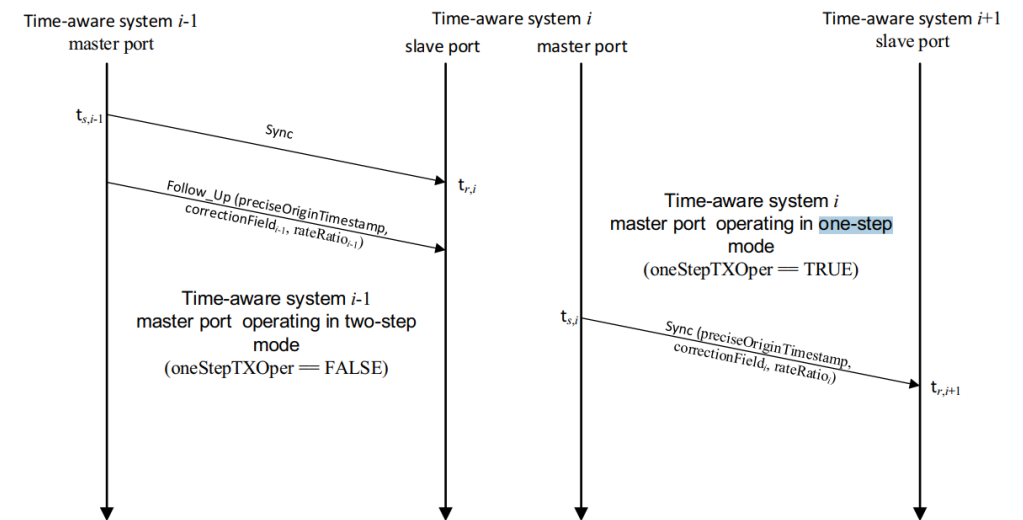 Time-aware system i-1
master port
Time-aware system i
slave port
master port
Time-aware system i+1
slave port
ts,i-1
Sync
tr,i
Follow_Up (preciseOriginTimestamp,
correctionFieldi-1, rateRatioi-1)
Time-aware system i
master port operating in one-step
mode
(oneStepTXOper == TRUE)
Time-aware system i-1
master port operating in two-step
mode
(oneStepTXOper == FALSE)
ts,i
Sync (preciseOriginTimestamp,
correctionFieldi, rateRatioi)
tr,i+1